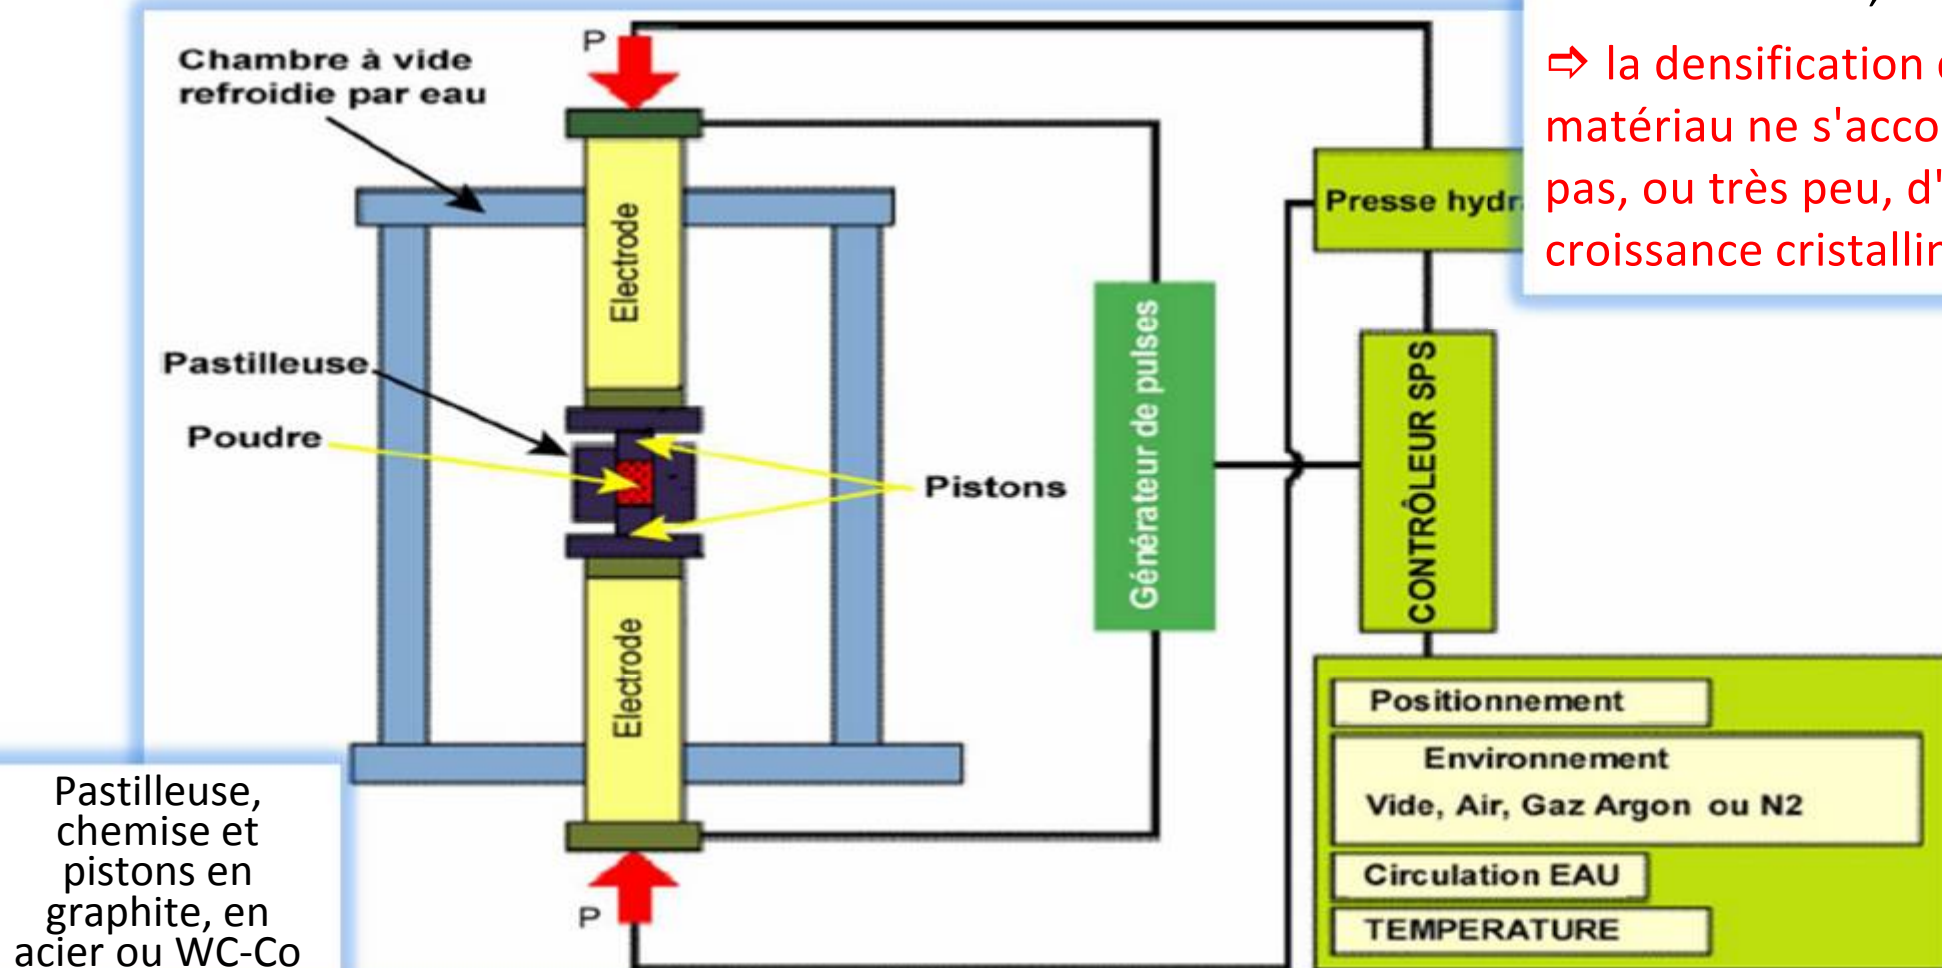 P
Chambre à vide
refroidie par eau
⇨ la densification
matériau ne s'acco
pas, ou très peu, d'
croissance cristallin
Presse hydr
Electrode
Pastilleuse
Poudre
Pistons
Générateur de pulses
CONTRÔLEUR SPS
Electrode
Positionnement
Environnement
Vide, Air, Gaz Argon ou N2
Circulation EAU
TEMPERATURE
P
Pastilleuse,
chemise et
pistons en
graphite, en
acier ou WC-Co